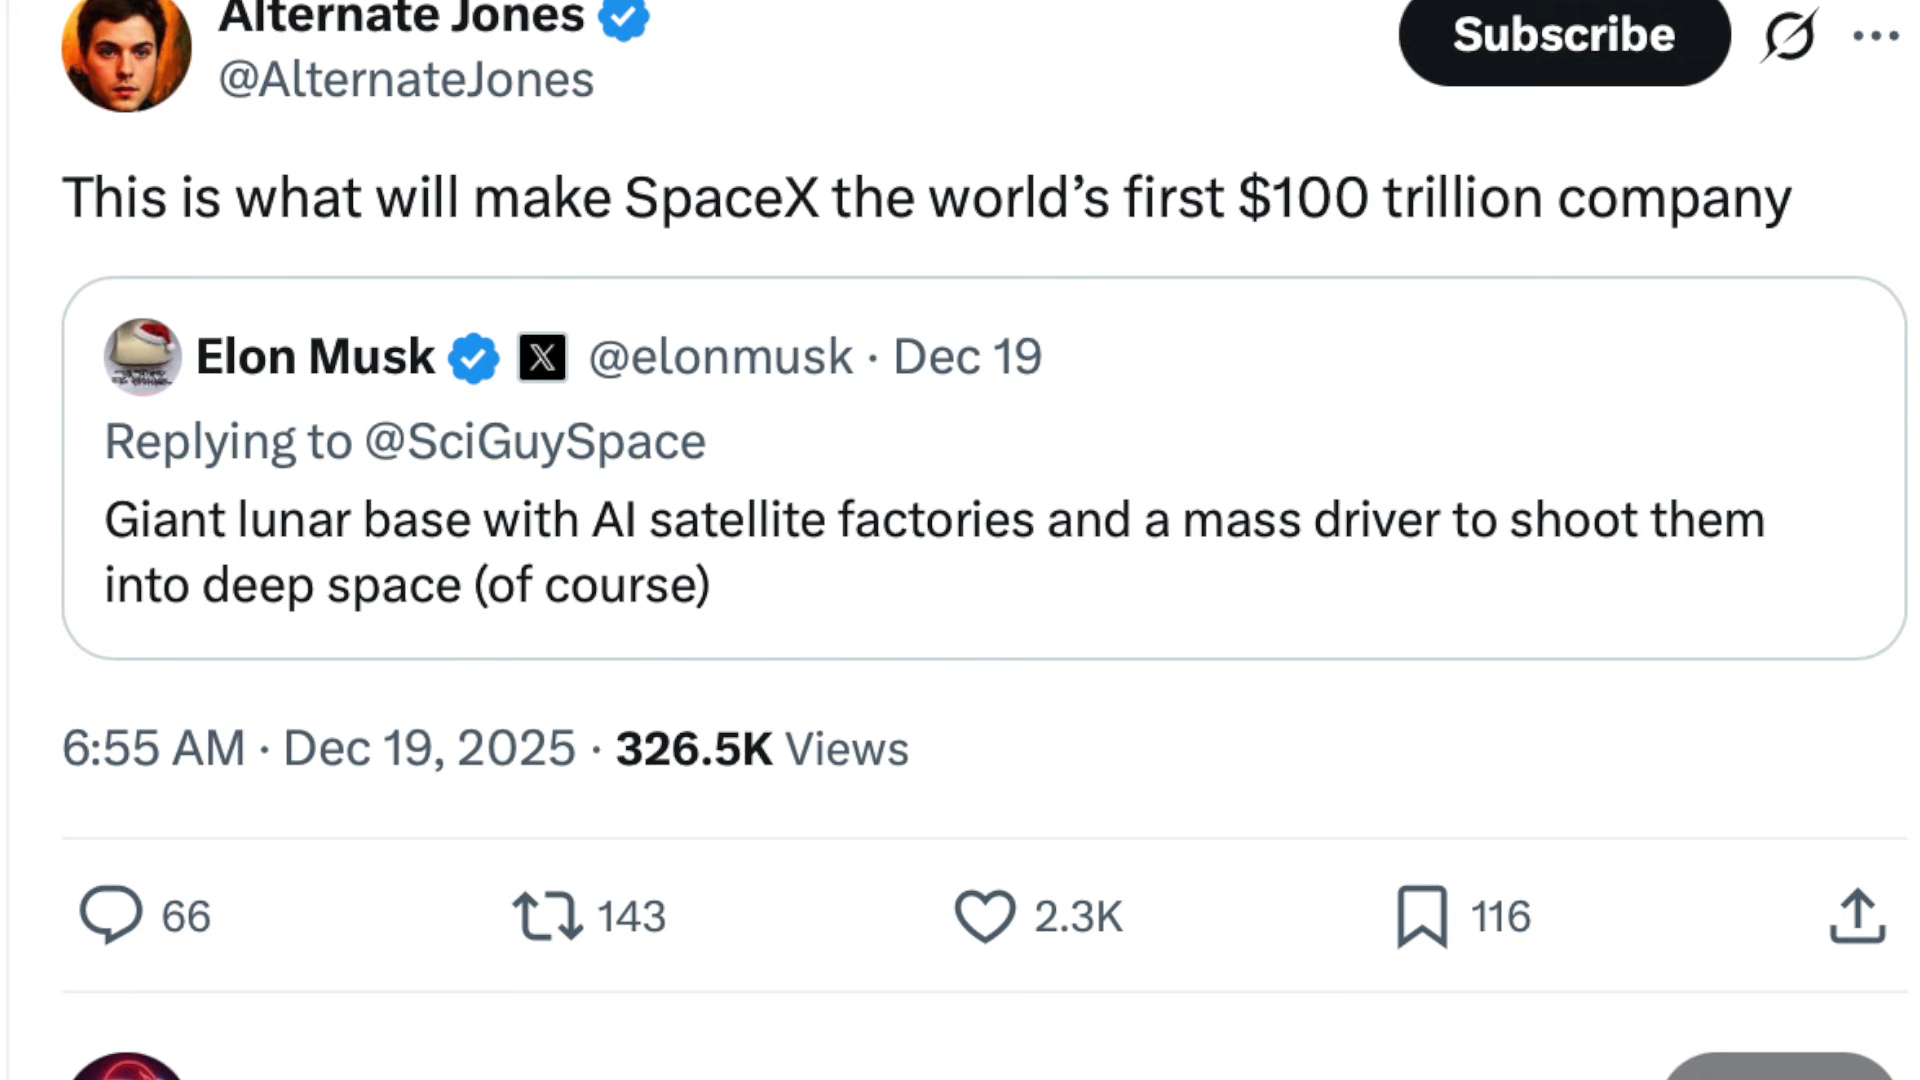 Alternate Jones
Subscribe
@AlternateJones
This is what will make SpaceX the world’s first $100 trillion company
Elon Musk @elonmusk · Dec 19
Replying to @SciGuySpace
Giant lunar base with AI satellite factories and a mass driver to shoot them
into deep space (of course)
6:55 AM · Dec 19, 2025 · 326.5K Views
66 143 2.3K 116